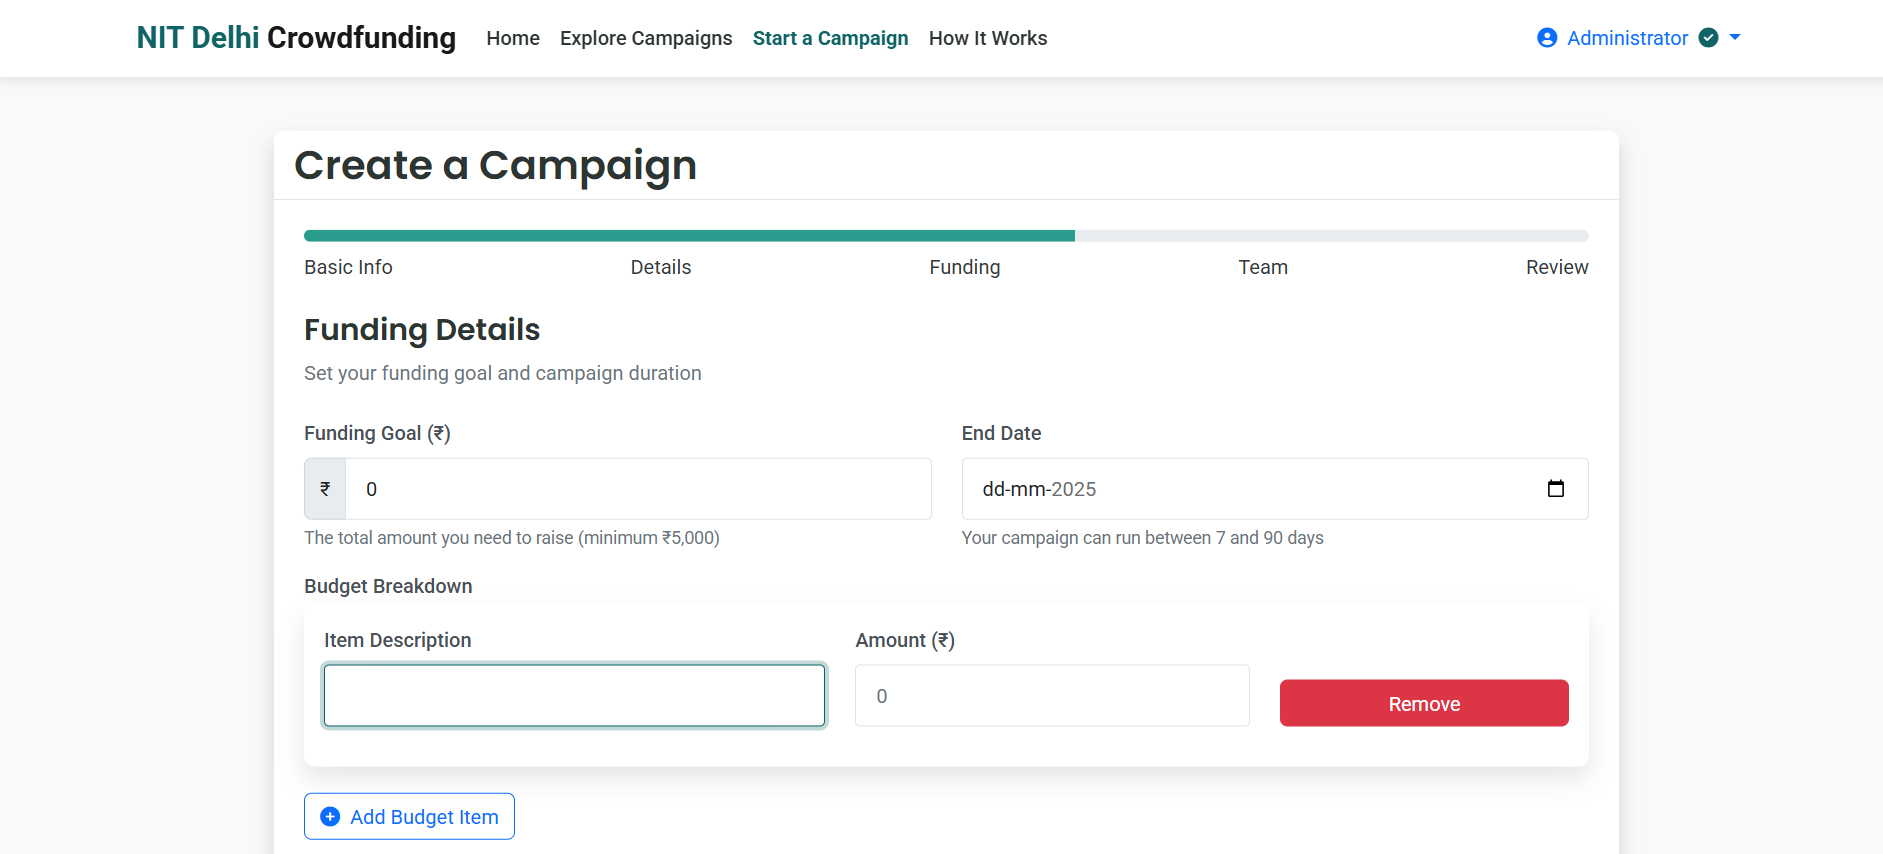 NIT Delhi Crowdfunding Home Explore Campaigns Start a Campaign How It Works Administrator
Create a Campaign
Basic Info Details Funding Team Review
Funding Details
Set your funding goal and campaign duration
Funding Goal (₹) End Date
₹ 0 dd-mm-2025
The total amount you need to raise (minimum ₹5,000) Your campaign can run between 7 and 90 days
Budget Breakdown
Item Description Amount (₹)
0 Remove
Add Budget Item